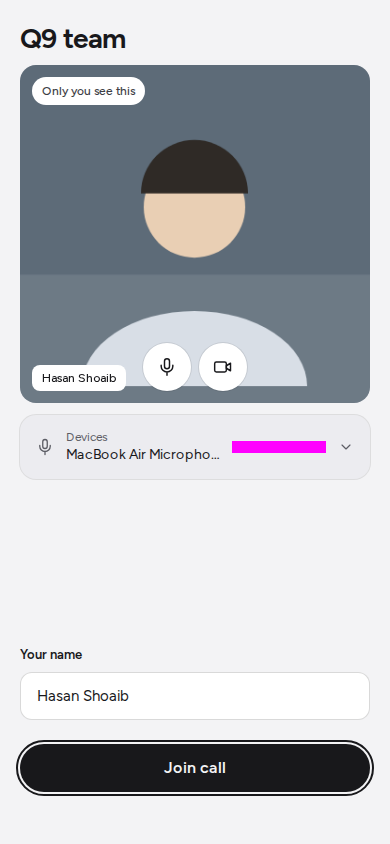 Q9 team
Only you see this
Hasan Shoaib
Devices
MacBook Air Micropho...
Your name
Hasan Shoaib
Join call